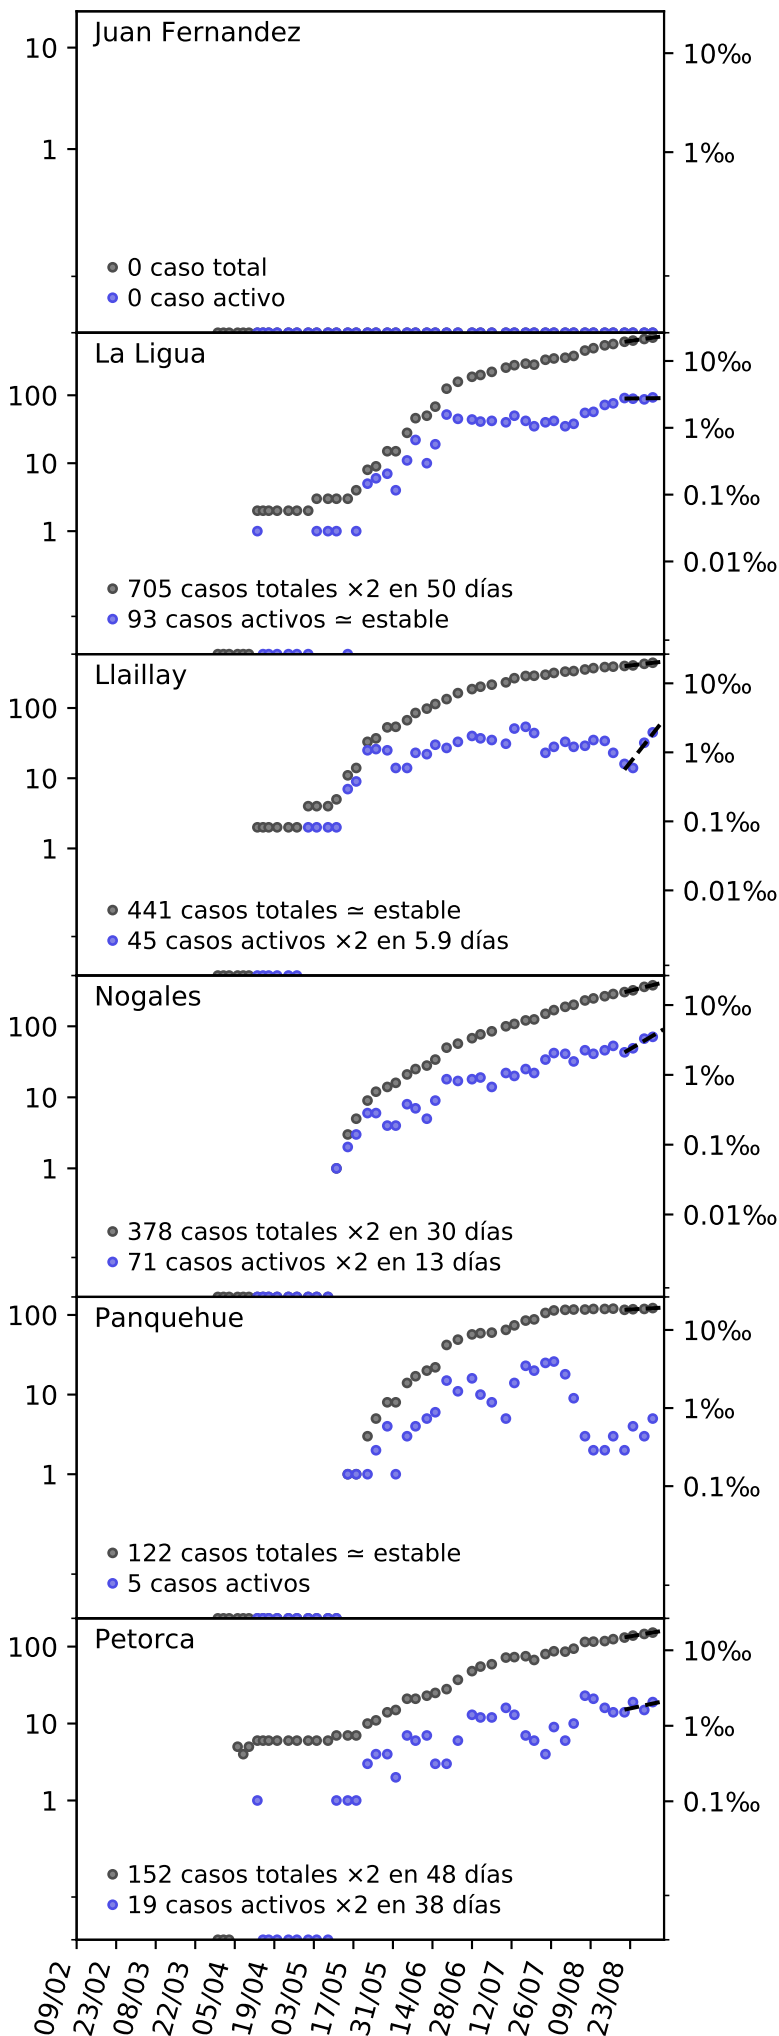 Juan Fernandez
10
10‰
1
1‰
0 caso total
0 caso activo
La Ligua
10‰
100
1‰
10
0.1‰
1
0.01‰
705 casos totales ×2 en 50 días
93 casos activos ≃ estable
Llaillay
10‰
100
1‰
10
0.1‰
1
0.01‰
441 casos totales ≃ estable
45 casos activos ×2 en 5.9 días
Nogales
10‰
100
1‰
10
0.1‰
1
0.01‰
378 casos totales ×2 en 30 días
71 casos activos ×2 en 13 días
100
Panquehue
10‰
10
1‰
1
0.1‰
122 casos totales ≃ estable
5 casos activos
Petorca
100
10‰
10
1‰
1
0.1‰
152 casos totales ×2 en 48 días
19 casos activos ×2 en 38 días
09/02
23/02
08/03
22/03
05/04
19/04
03/05
17/05
31/05
14/06
28/06
12/07
26/07
09/08
23/08